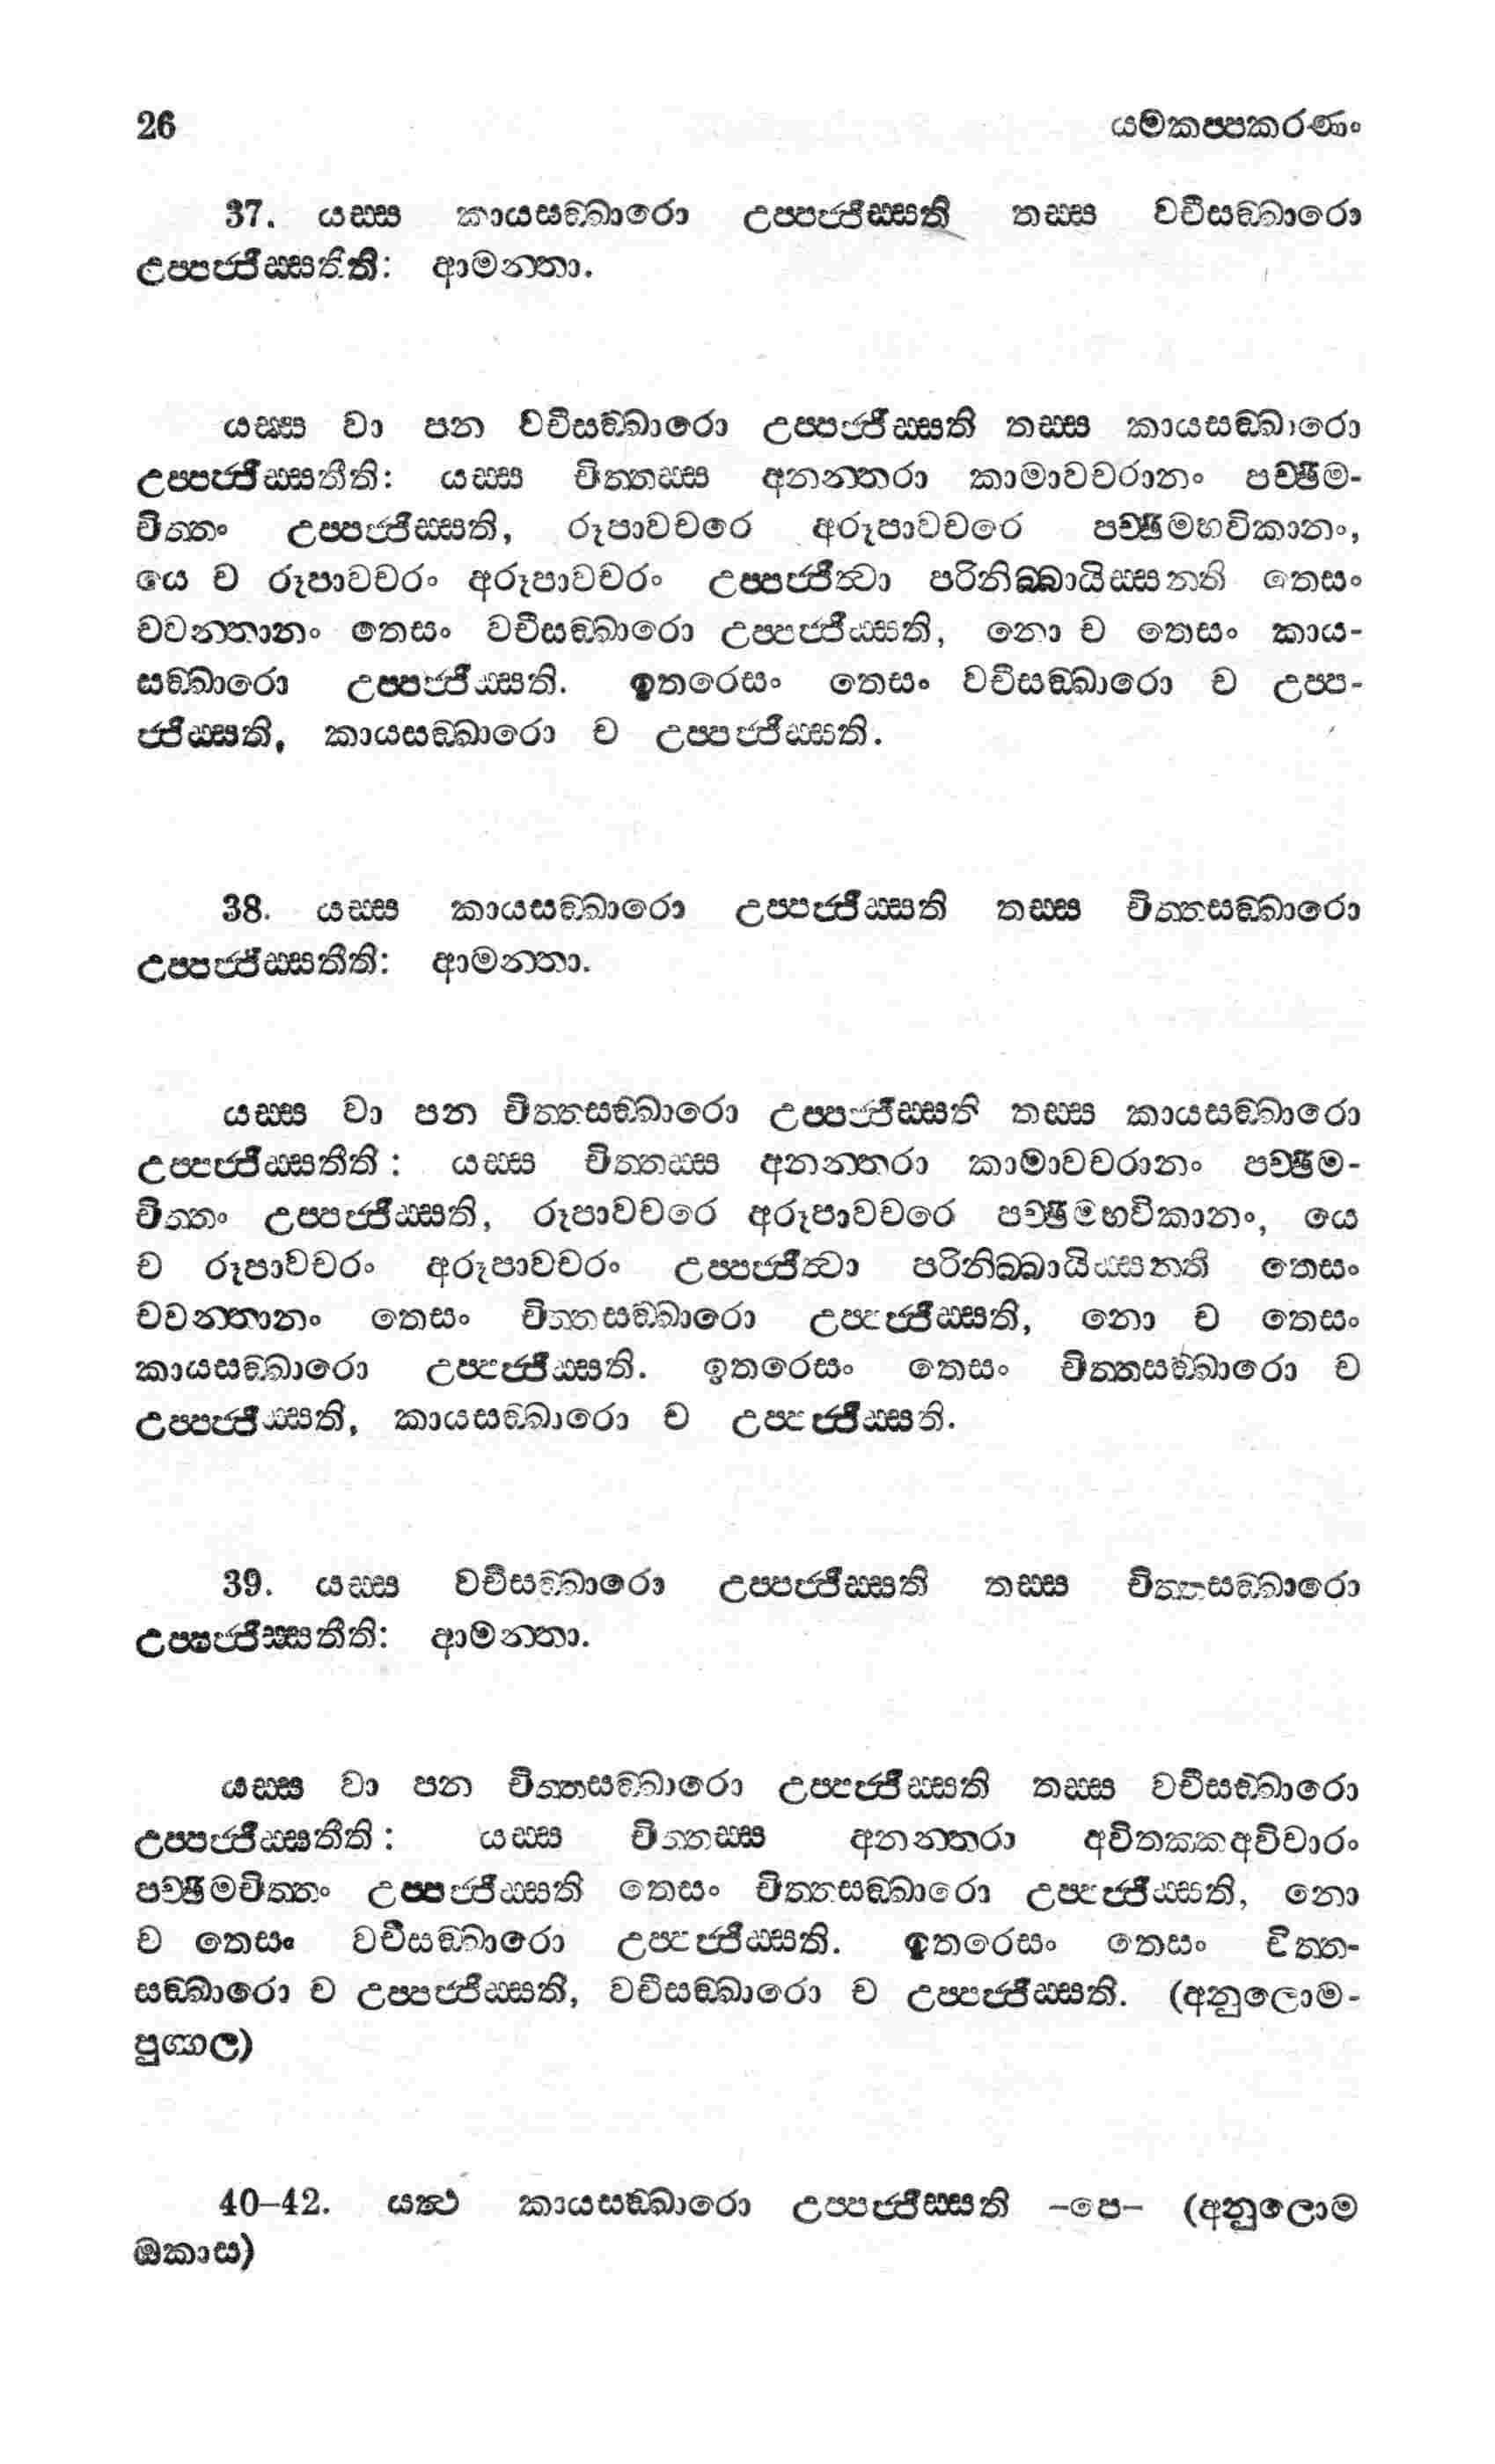 26 යමකප්පකරණං
37. යස්ස කායසඞ්ඛාරො උප්පජ්ජිස්සති තස්ස වචීසඞ්ඛාරො
උප්පජ්ජිස්සතීති: ආමන්තා.
යස්ස වා පන වචීසඞ්ඛාරො උප්පජ්ජිස්සති තස්ස කායසඞ්ඛාරො
උප්පජ්ජිස්සතීති: යස්ස චිත්තස්ස අනන්තරා කාමාවචරානං පච්ඡිම-
චිත්තං උප්පජ්ජිස්සති, රූපාවචරෙ අරූපාවචරෙ පච්ඡිමභවිකානං,
යෙ ච රූපාවචරං අරූපාවචරං උප්පජ්ජිත්වා පරිනිබ්බායිස්සන්ති තෙසං
චවන්තානං තෙසං වචීසඞ්ඛාරො උප්පජ්ජිස්සති, නො ච තෙසං කාය-
සඞ්ඛාරො උප්පජ්ජිස්සති. ඉතරෙසං තෙසං වචීසඞ්ඛාරො ච උප්ප-
ජ්ජිස්සති, කායසඞ්ඛාරො ච උප්පජ්ජිස්සති.
38. යස්ස කායසඞ්ඛාරො උප්පජ්ජිස්සති තස්ස චිත්තසඞ්ඛාරො
උප්පජ්ජිස්සතීති: ආමන්තා.
යස්ස වා පන චිත්තසඞ්ඛාරො උප්පජ්ජිස්සති තස්ස කායසඞ්ඛාරො
උප්පජ්ජිස්සතීති: යස්ස චිත්තස්ස අනන්තරා කාමාවචරානං පච්ඡිම-
චිත්තං උප්පජ්ජිස්සති, රූපාවචරෙ අරූපාවචරෙ පච්ඡිමභවිකානං, යෙ
ච රූපාවචරං අරූපාවචරං උප්පජ්ජිත්වා පරිනිබ්බායිස්සන්ති තෙසං
චවන්තානං තෙසං චිත්තසඞ්ඛාරො උප්පජ්ජිස්සති, නො ච තෙසං
කායසඞ්ඛාරො උප්පජ්ජිස්සති. ඉතරෙසං තෙසං චිත්තසඞ්ඛාරො ච
උප්පජ්ජිස්සති, කායසඞ්ඛාරො ච උප්පජ්ජිස්සති.
39. යස්ස වචීසඞ්ඛාරො උප්පජ්ජිස්සති තස්ස චිත්තසඞ්ඛාරො
උප්පජ්ජිස්සතීති: ආමන්තා.
යස්ස වා පන චිත්තසඞ්ඛාරො උප්පජ්ජිස්සති තස්ස වචීසඞ්ඛාරො
උප්පජ්ජිස්සතීති: යස්ස චිත්තස්ස අනන්තරා අවිතක්කඅවිචාරං
පච්ඡිමචිත්තං උප්පජ්ජිස්සති තෙසං චිත්තසඞ්ඛාරො උප්පජ්ජිස්සති, නො
ච තෙසං වචීසඞ්ඛාරො උප්පජ්ජිස්සති. ඉතරෙසං තෙසං චිත්ත-
සඞ්ඛාරො ච උප්පජ්ජිස්සති, වචීසඞ්ඛාරො ච උප්පජ්ජිස්සති. (අනුලොම-
පුග්ගල)
40–42. යත්ථ කායසඞ්ඛාරො උප්පජ්ජිස්සති –පෙ– (අනුලොම
ඔකාස)